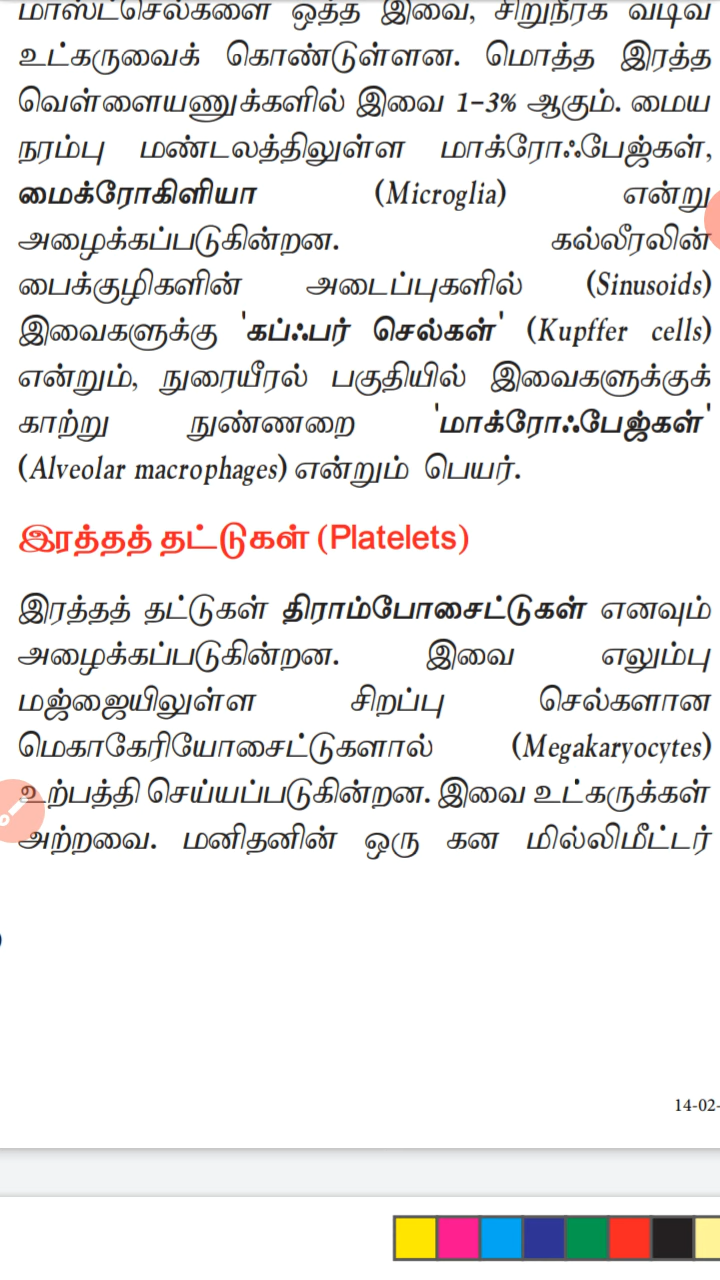 மாஸ்ட்செல்களை ஒத்த இவை, சிறுநீரக வடிவ
உட்கருவைக் கொண்டுள்ளன. மொத்த இரத்த
வெள்ளையணுக்களில் இவை 1-3% ஆகும். மைய
நரம்பு மண்டலத்திலுள்ள மாக்ரோஃபேஜ்கள்,
மைக்ரோகிளியா (Microglia) என்று
அழைக்கப்படுகின்றன. கல்லீரலின்
பைக்குழிகளின் அடைப்புகளில் (Sinusoids)
இவைகளுக்கு 'கப்ஃபர் செல்கள்' (Kupffer cells)
என்றும், நுரையீரல் பகுதியில் இவைகளுக்குக்
காற்று நுண்ணறை 'மாக்ரோஃபேஜ்கள்'
(Alveolar macrophages) என்றும் பெயர்.
இரத்தத் தட்டுகள் (Platelets)
இரத்தத் தட்டுகள் திராம்போசைட்டுகள் எனவும்
அழைக்கப்படுகின்றன. இவை எலும்பு
மஜ்ஜையிலுள்ள சிறப்பு செல்களான
மெகாகேரியோசைட்டுகளால் (Megakaryocytes)
உற்பத்தி செய்யப்படுகின்றன. இவை உட்கருக்கள்
அற்றவை. மனிதனின் ஒரு கன மில்லிமீட்டர்
14-02-